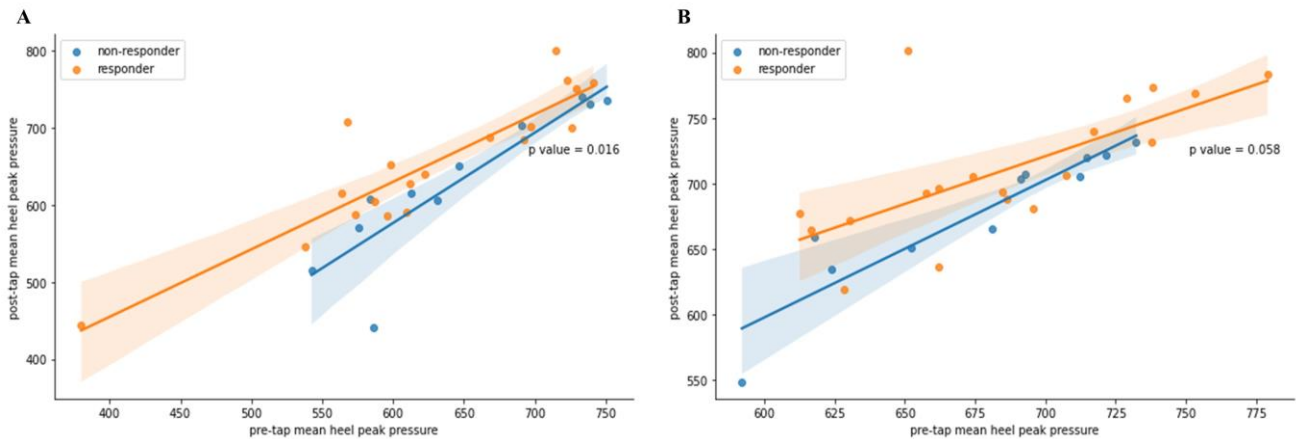 A
non-responder
responder
800
700
600
500
400
post-tap mean heel peak pressure
p value = 0.016
400
450
500
550
600
650
700
750
pre-tap mean heel peak pressure
B
non-responder
responder
800
750
700
650
600
550
post-tap mean heel peak pressure
p value = 0.058
600
625
650
675
700
725
750
775
pre-tap mean heel peak pressure